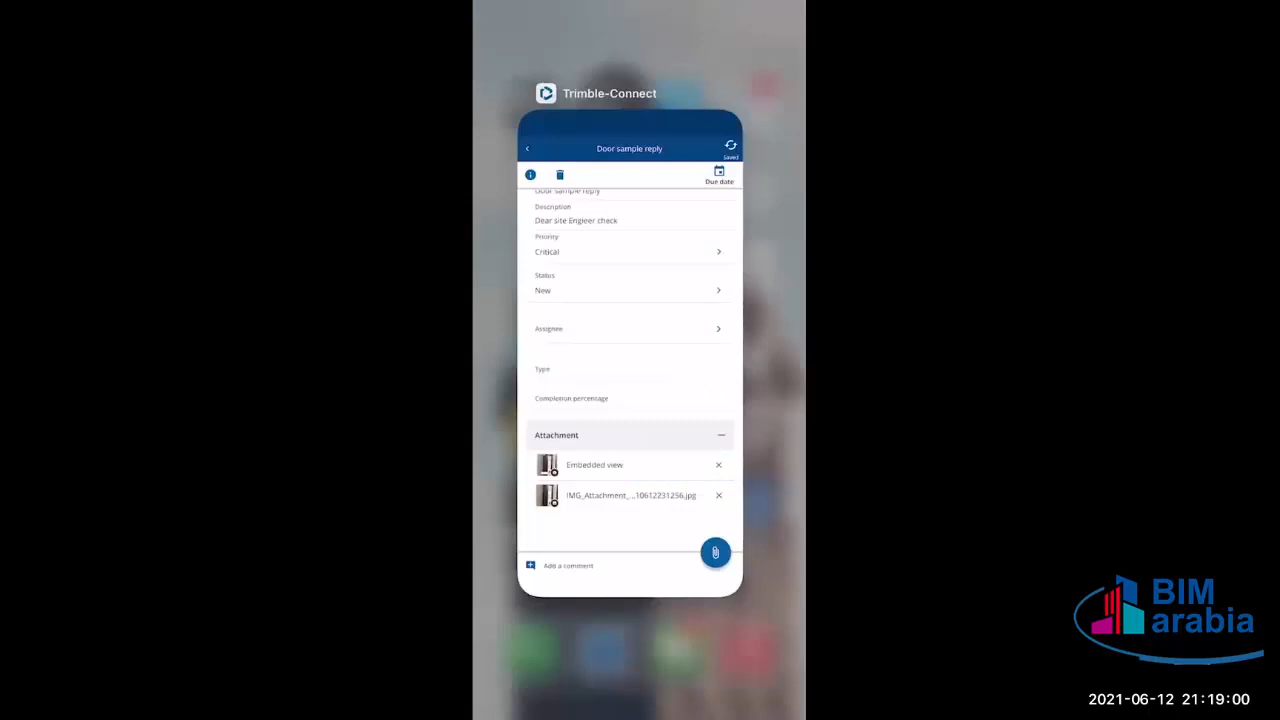 Trimble-Connect
Door sample reply
Saved
Due date
Door sample reply
Description
Dear site Engieer check
Priority
Critical
Status
New
Assignee
Type
Completion percentage
Attachment
Embedded view
IMG_Attachment_...10612231256.jpg
Add a comment
BIM
arabia
2021-06-12 21:19:00